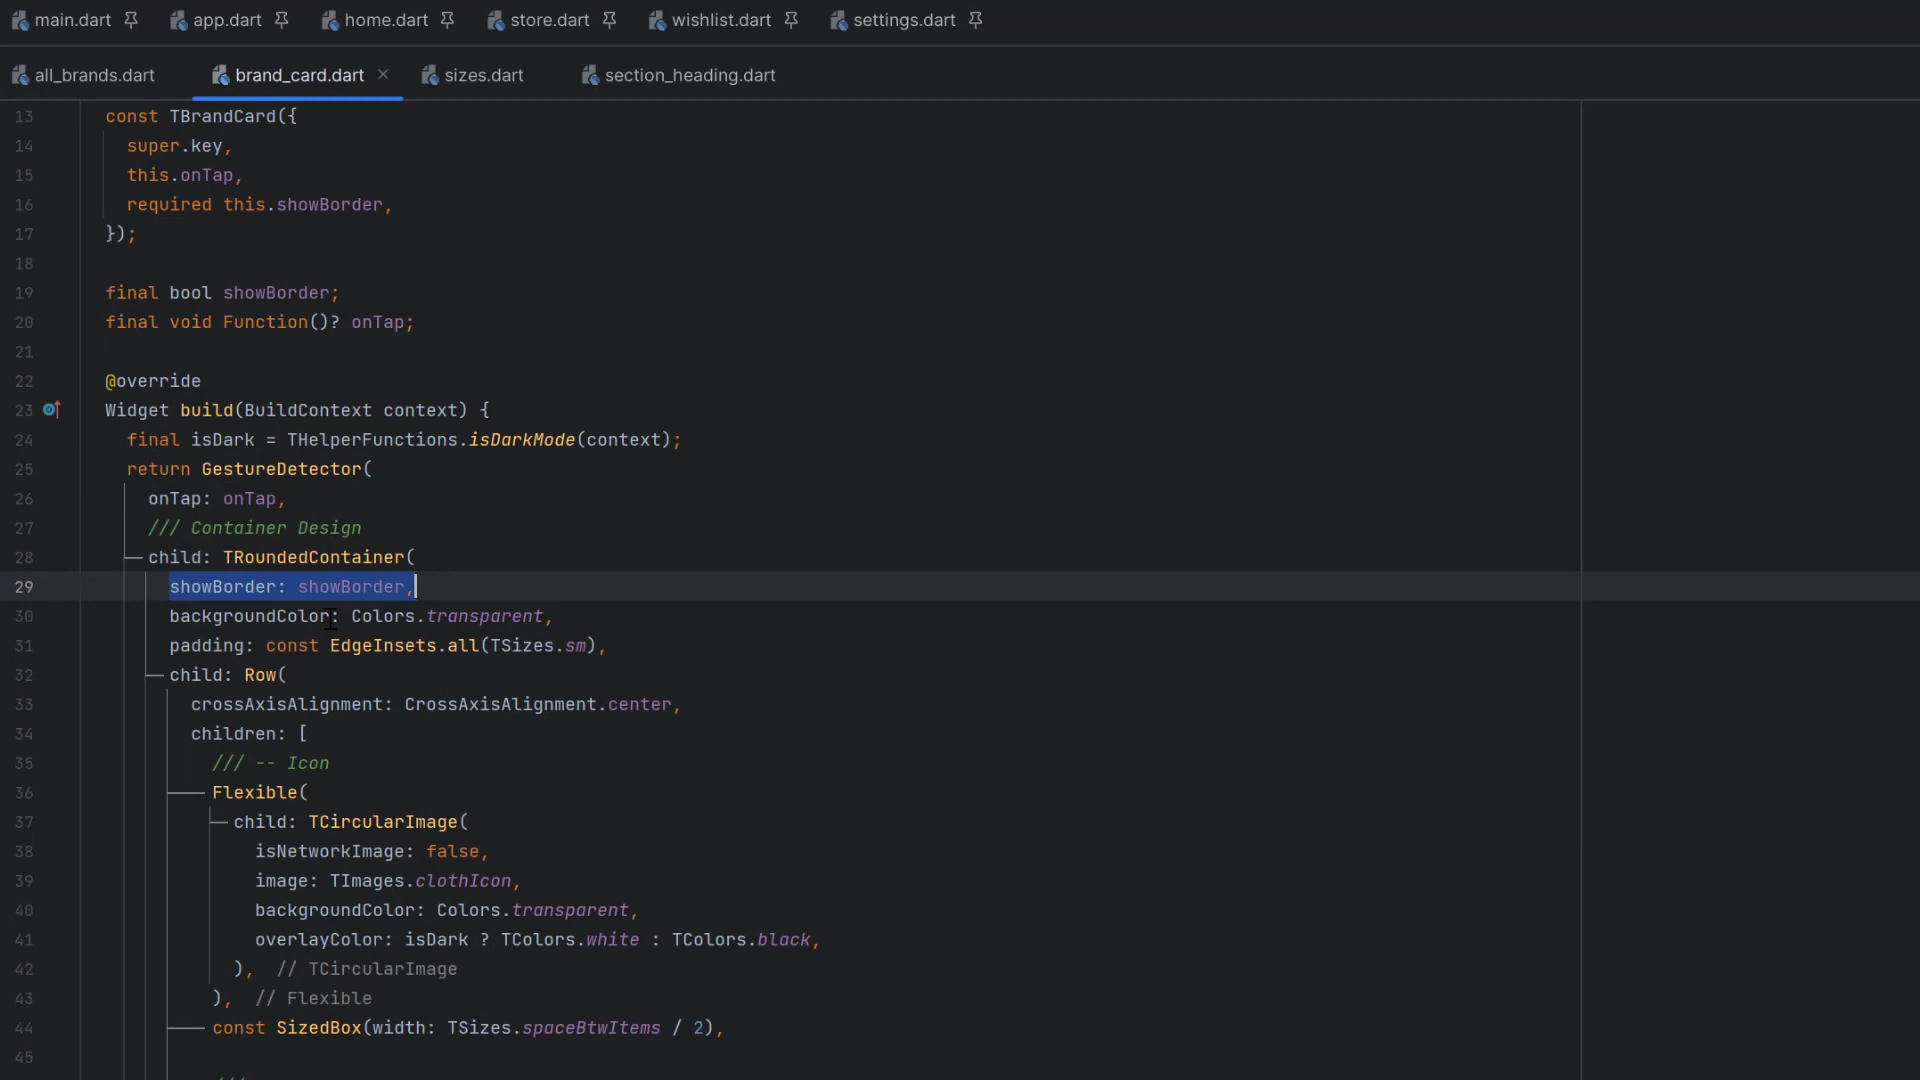 main.dart app.dart home.dart store.dart wishlist.dart settings.dart
all_brands.dart brand_card.dart sizes.dart section_heading.dart
13 const TBrandCard({
14 super.key,
15 this.onTap,
16 required this.showBorder,
17 });
18
19 final bool showBorder;
20 final void Function()? onTap;
21
22 @override
23 Widget build(BuildContext context) {
24 final isDark = THelperFunctions.isDarkMode(context);
25 return GestureDetector(
26 onTap: onTap,
27 /// Container Design
28 child: TRoundedContainer(
29 showBorder: showBorder,
30 backgroundColor: Colors.transparent,
31 padding: const EdgeInsets.all(TSizes.sm),
32 child: Row(
33 crossAxisAlignment: CrossAxisAlignment.center,
34 children: [
35 /// -- Icon
36 Flexible(
37 child: TCircularImage(
38 isNetworkImage: false,
39 image: TImages.clothIcon,
40 backgroundColor: Colors.transparent,
41 overlayColor: isDark ? TColors.white : TColors.black,
42 ), // TCircularImage
43 ), // Flexible
44 const SizedBox(width: TSizes.spaceBtwItems / 2),
45